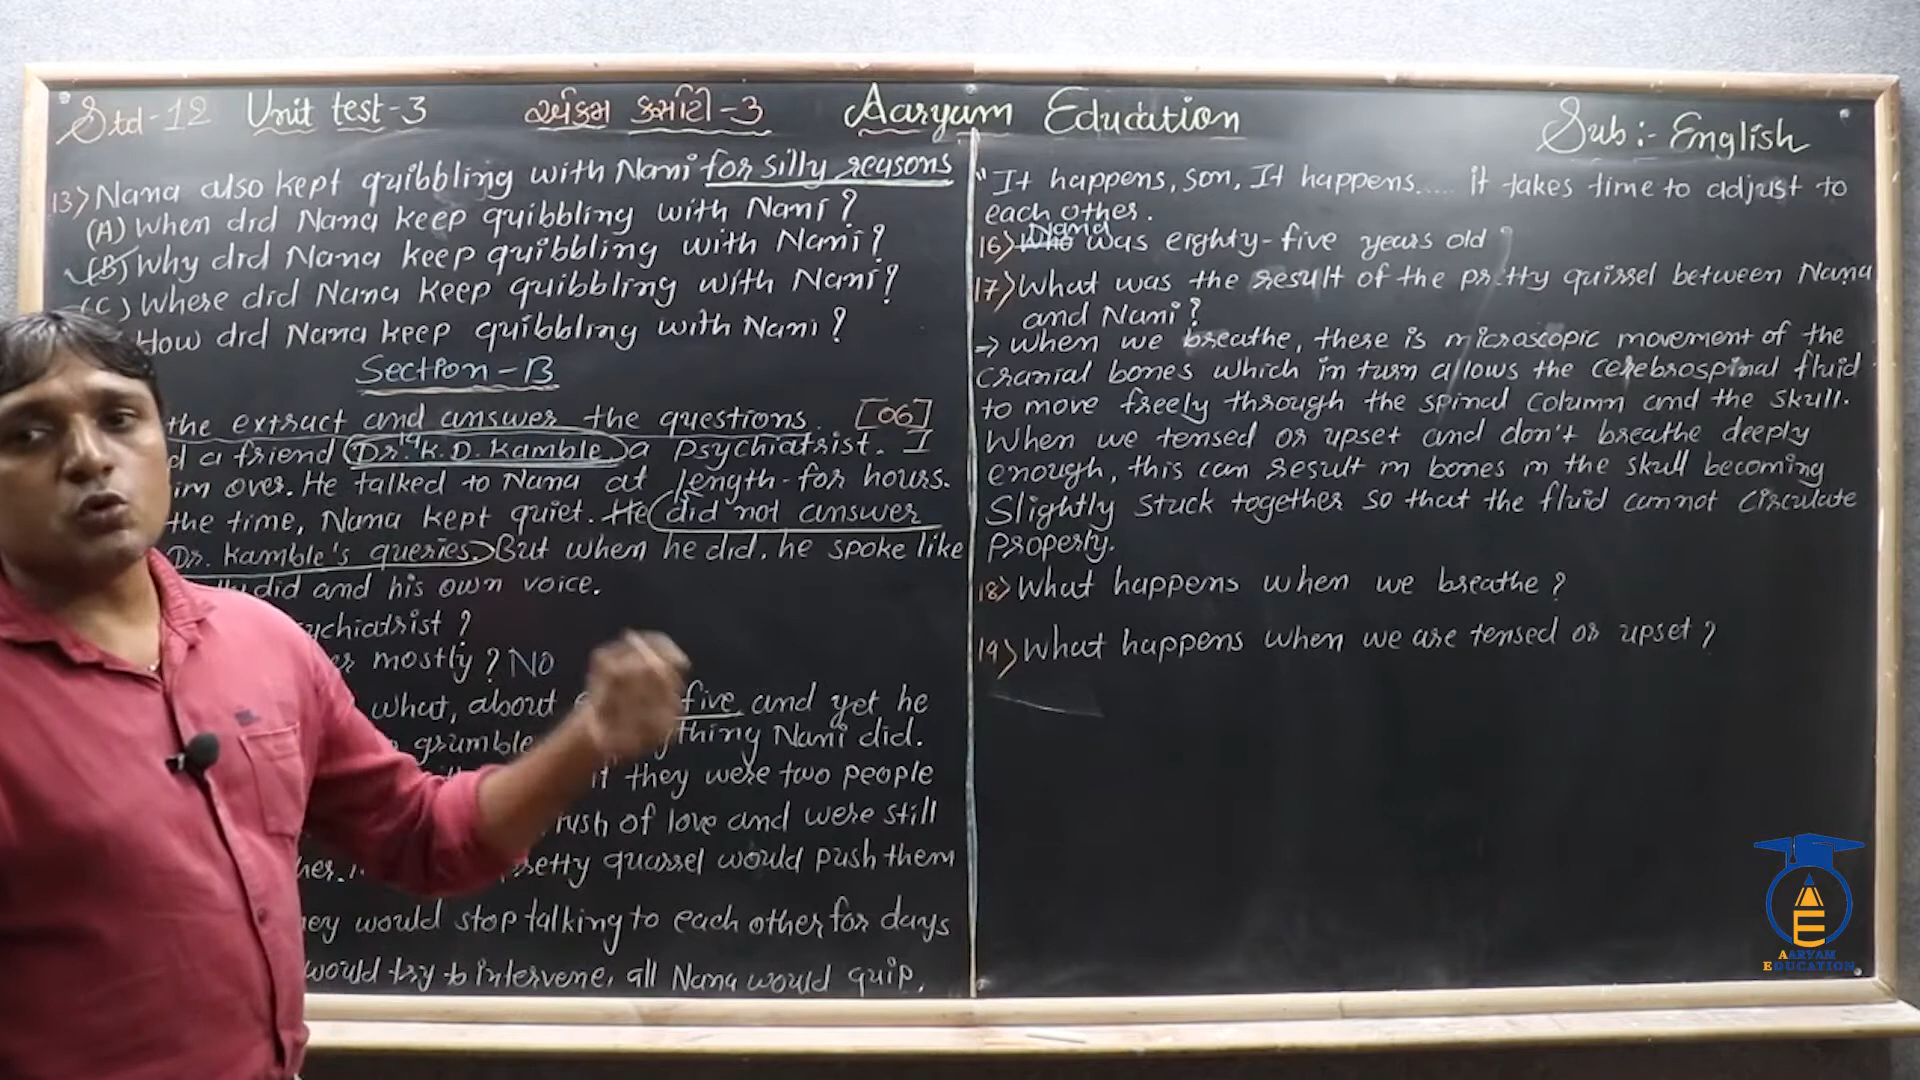 Std-12 Unit test-3 એકમ કસોટી-3 Aaryam Education Sub:- English
13) Nana also kept quibbling with Nani for silly reasons
(A) When did Nana keep quibbling with Nani?
(B) Why did Nana keep quibbling with Nani?
(C) Where did Nana keep quibbling with Nani?
How did Nana keep quibbling with Nani?
Section-B
the extract and answer the questions. [06]
a friend Dr. K.D. Kamble a psychiatrist. I
im over. He talked to Nana at length-for hours.
the time, Nana kept quiet. He did not answer
Dr. Kamble's queries. But when he did, he spoke like
did and his own voice.
ychiatrist?
mostly? NO
what, about five and yet he
grumble thing Nani did.
if they were two people
rush of love and were still
her. etty quarrel would push them
ey would stop talking to each other for days
would try to intervene, all Nana would quip,
"It happens, son, It happens..... it takes time to adjust to
each other.
16) Who Nana was eighty-five years old?
17) What was the result of the pretty quirrel between Nana
and Nani?
→ When we breathe, there is microscopic movement of the
cranial bones which in turn allows the cerebrospinal fluid
to move freely through the spinal column and the skull.
When we tensed or upset and don't breathe deeply
enough, this can result in bones in the skull becoming
slightly stuck together so that the fluid cannot circulate
property.
18) What happens when we breathe?
19) What happens when we are tensed or upset?
AARYAM
EDUCATION